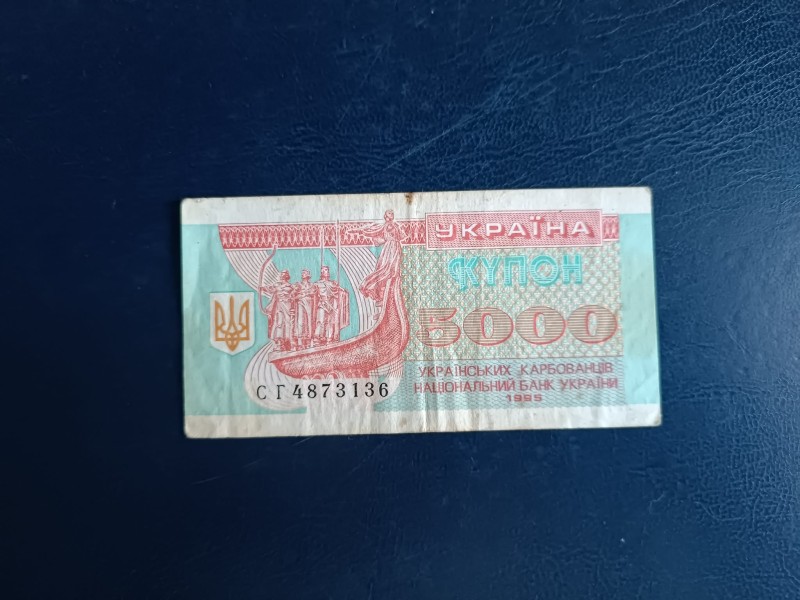 УКРАЇНА
КУПОН
5000
УКРАЇНСЬКИХ КАРБОВАНЦІВ
НАЦІОНАЛЬНИЙ БАНК УКРАЇНИ
1995
СГ 4873136